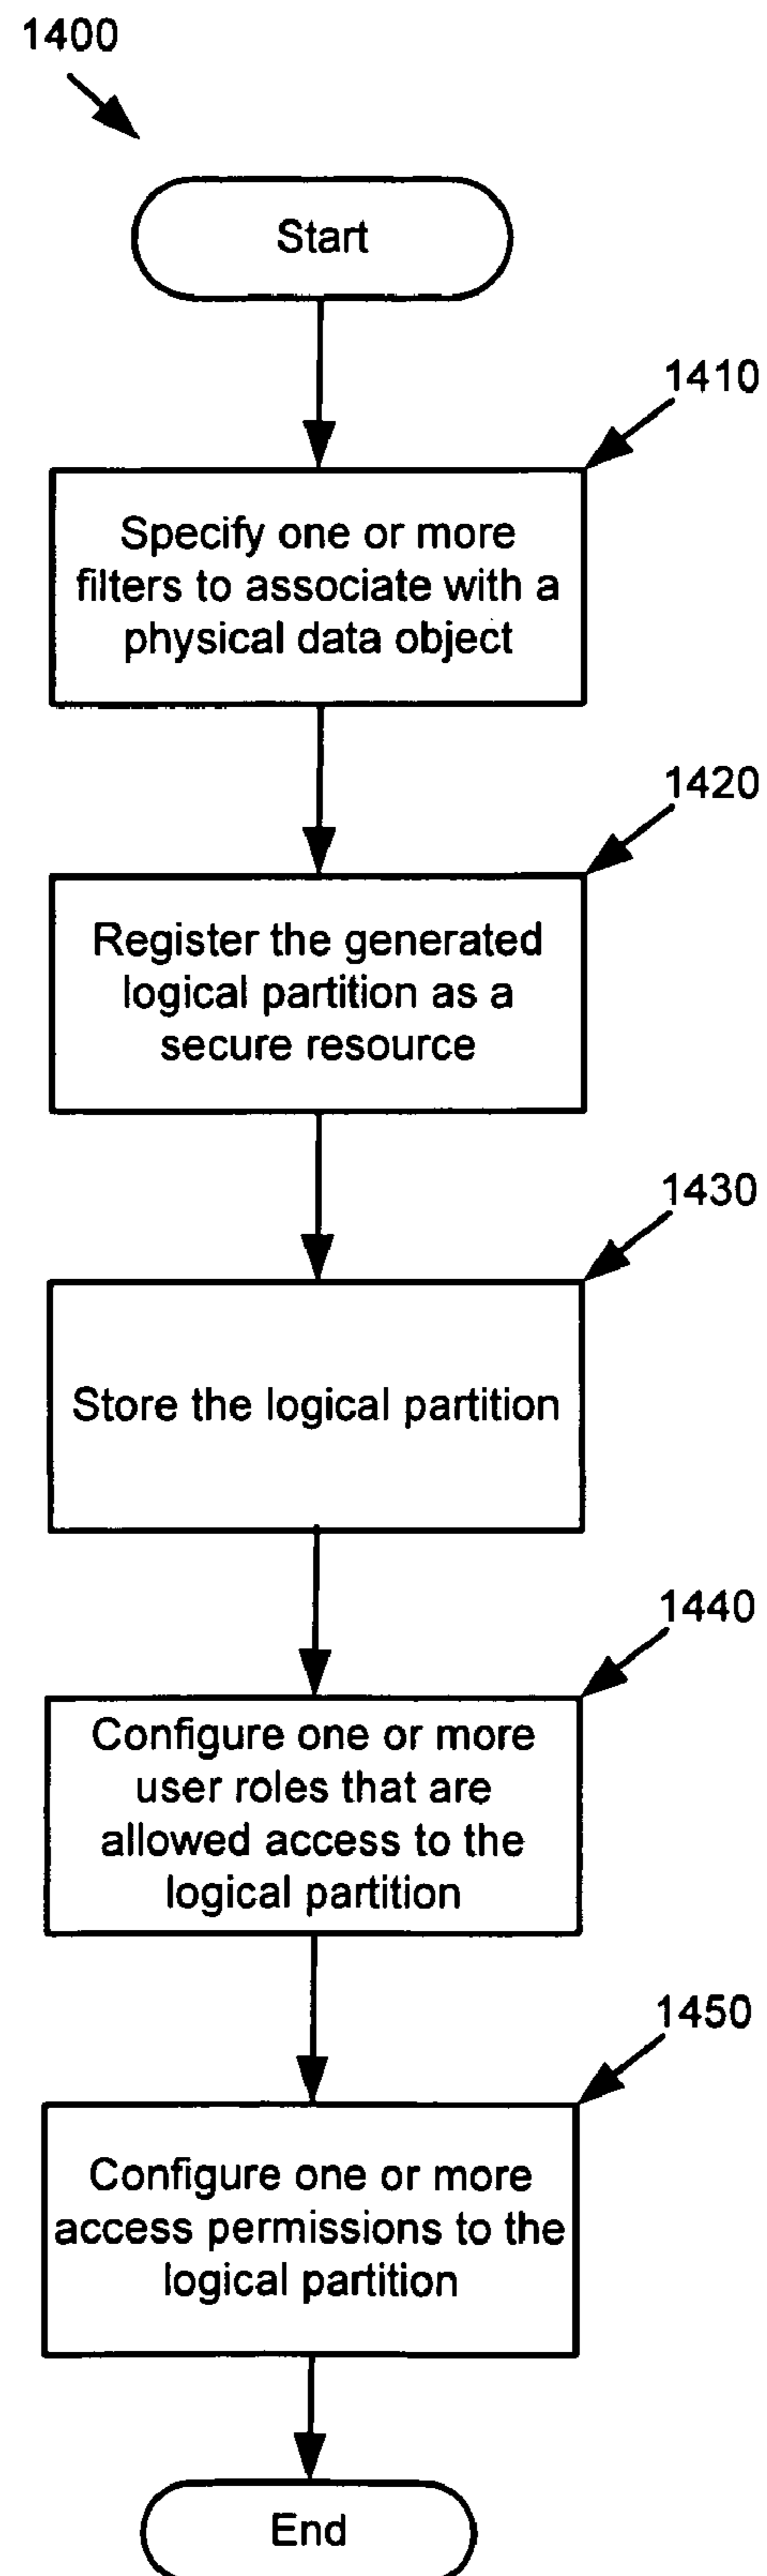 1400
Start
1410
Specify one or more
filters to associate with a
physical data object
1420
Register the generated
logical partition as a
secure resource
1430
Store the logical partition
1440
Configure one or more
user roles that are
allowed access to the
logical partition
1450
Configure one or more
access permissions to the
logical partition
End